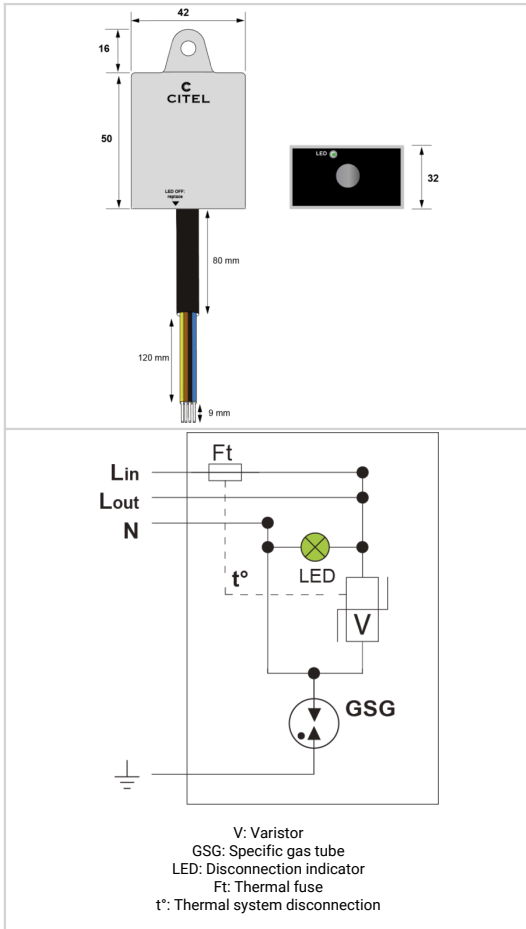 42
16
C
CITEL
50
LED OFF:
replace
LED
32
80 mm
120 mm
9 mm
Ft
Lin
Lout
N
LED
t°
V
GSG
V: Varistor
GSG: Specific gas tube
LED: Disconnection indicator
Ft: Thermal fuse
t°: Thermal system disconnection